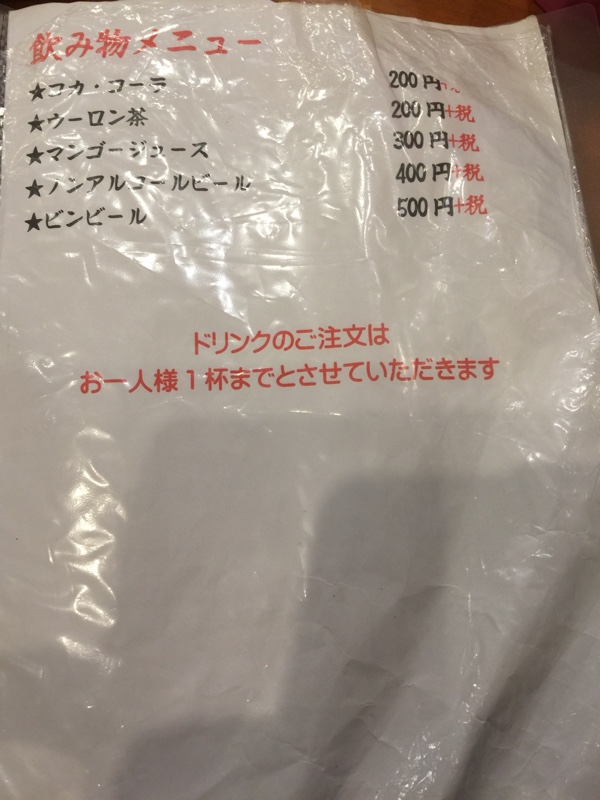 飲み物メニュー
★コカ・コーラ 200円+税
★ウーロン茶 200円+税
★マンゴージュース 300円+税
★ノンアルコールビール 400円+税
★ビンビール 500円+税
ドリンクのご注文は
お一人様1杯までとさせていただきます